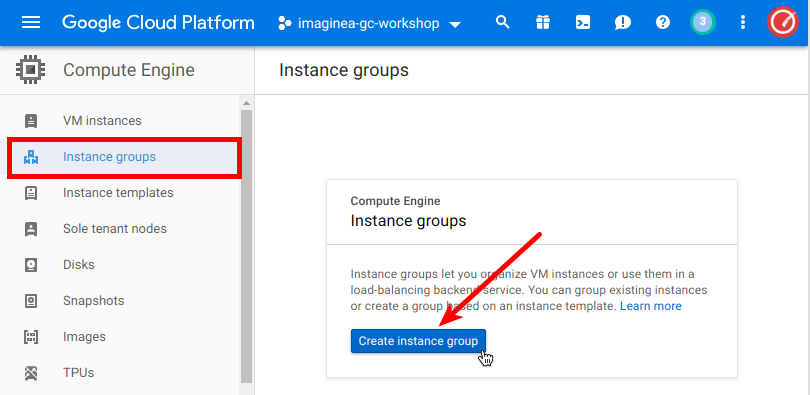 Google Cloud Platform
imaginea-gc-workshop
3
Compute Engine
Instance groups
VM instances
Instance groups
Instance templates
Sole tenant nodes
Disks
Snapshots
Images
TPUs
Compute Engine
Instance groups
Instance groups let you organize VM instances or use them in a
load-balancing backend service. You can group existing instances
or create a group based on an instance template. Learn more
Create instance group